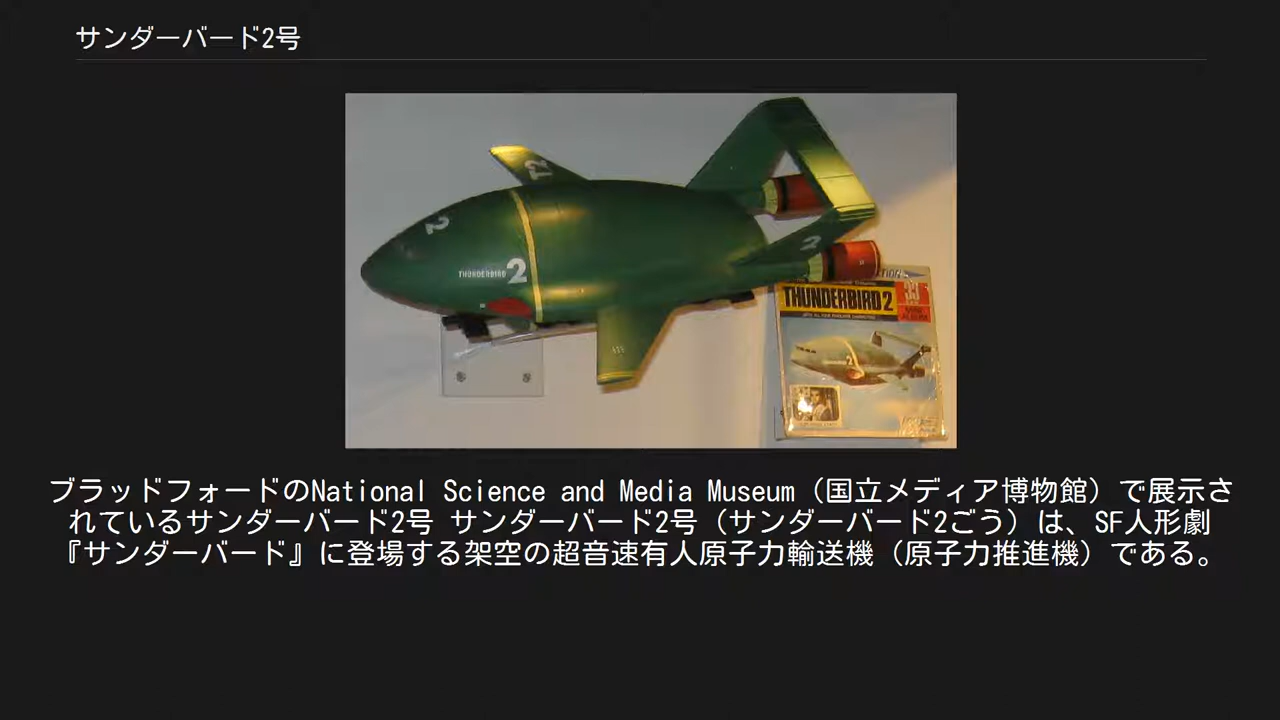 サンダーバード2号
2
T2
THUNDERBIRD 2
2
THUNDERBIRD 2
33
2
ブラッドフォードのNational Science and Media Museum（国立メディア博物館）で展示さ
れているサンダーバード2号 サンダーバード2号（サンダーバード2ごう）は、SF人形劇
『サンダーバード』に登場する架空の超音速有人原子力輸送機（原子力推進機）である。